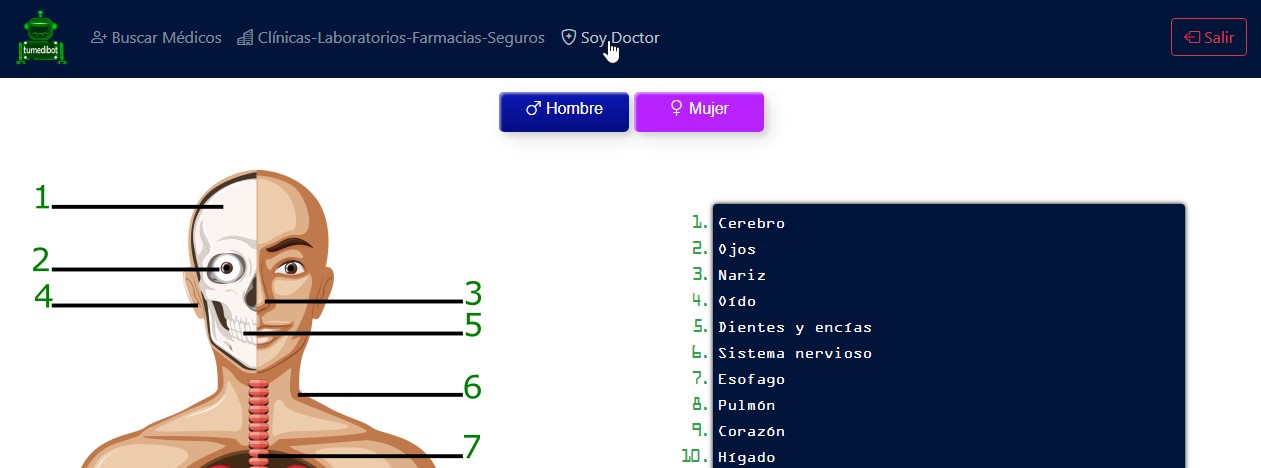 tumedibot
Buscar Médicos
Clínicas-Laboratorios-Farmacias-Seguros
Soy Doctor
Salir
Hombre
Mujer
1
2
4
3
5
6
7
1. Cerebro
2. Ojos
3. Nariz
4. Oído
5. Dientes y encías
6. Sistema nervioso
7. Esofago
8. Pulmón
9. Corazón
10. Hígado